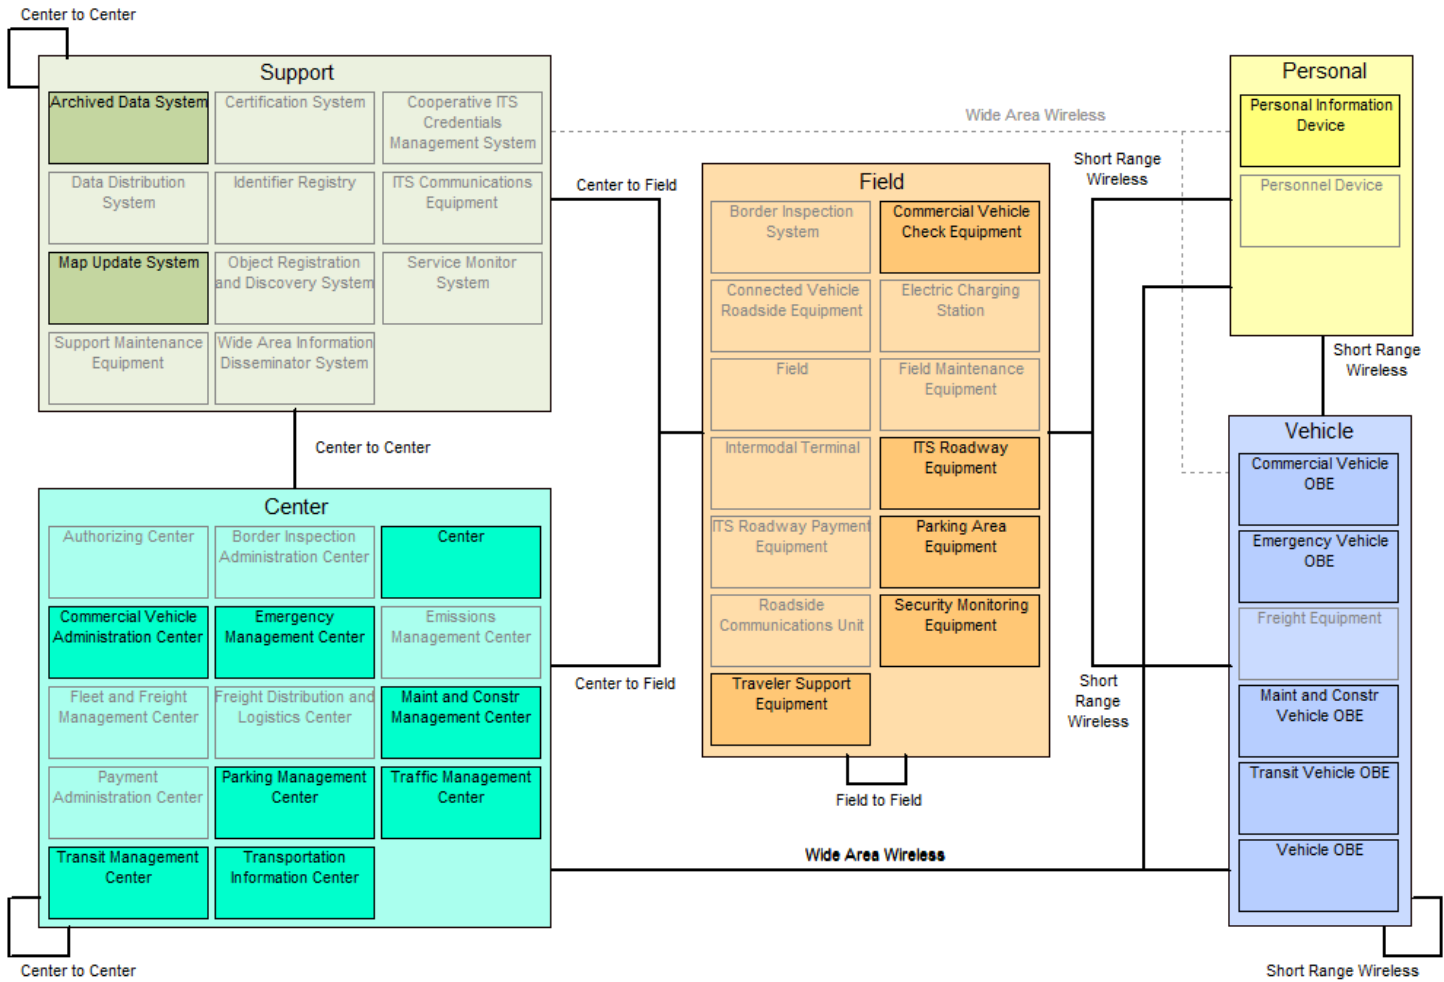 Center to Center
Support
Archived Data System
Certification System
Cooperative ITS
Credentials
Management System
Data Distribution
System
Identifier Registry
ITS Communications
Equipment
Map Update System
Object Registration
and Discovery System
Service Monitor
System
Support Maintenance
Equipment
Wide Area Information
Disseminator System
Center to Center
Center
Authorizing Center
Border Inspection
Administration Center
Center
Commercial Vehicle
Administration Center
Emergency
Management Center
Emissions
Management Center
Fleet and Freight
Management Center
Freight Distribution and
Logistics Center
Maint and Constr
Management Center
Payment
Administration Center
Parking Management
Center
Traffic Management
Center
Transit Management
Center
Transportation
Information Center
Center to Center
Center to Field
Center to Field
Field
Border Inspection
System
Commercial Vehicle
Check Equipment
Connected Vehicle
Roadside Equipment
Electric Charging
Station
Field
Field Maintenance
Equipment
Intermodal Terminal
ITS Roadway
Equipment
ITS Roadway Payment
Equipment
Parking Area
Equipment
Roadside
Communications Unit
Security Monitoring
Equipment
Traveler Support
Equipment
Field to Field
Wide Area Wireless
Wide Area Wireless
Short Range
Wireless
Short
Range
Wireless
Personal
Personal Information
Device
Personnel Device
Short Range
Wireless
Vehicle
Commercial Vehicle
OBE
Emergency Vehicle
OBE
Freight Equipment
Maint and Constr
Vehicle OBE
Transit Vehicle OBE
Vehicle OBE
Short Range Wireless